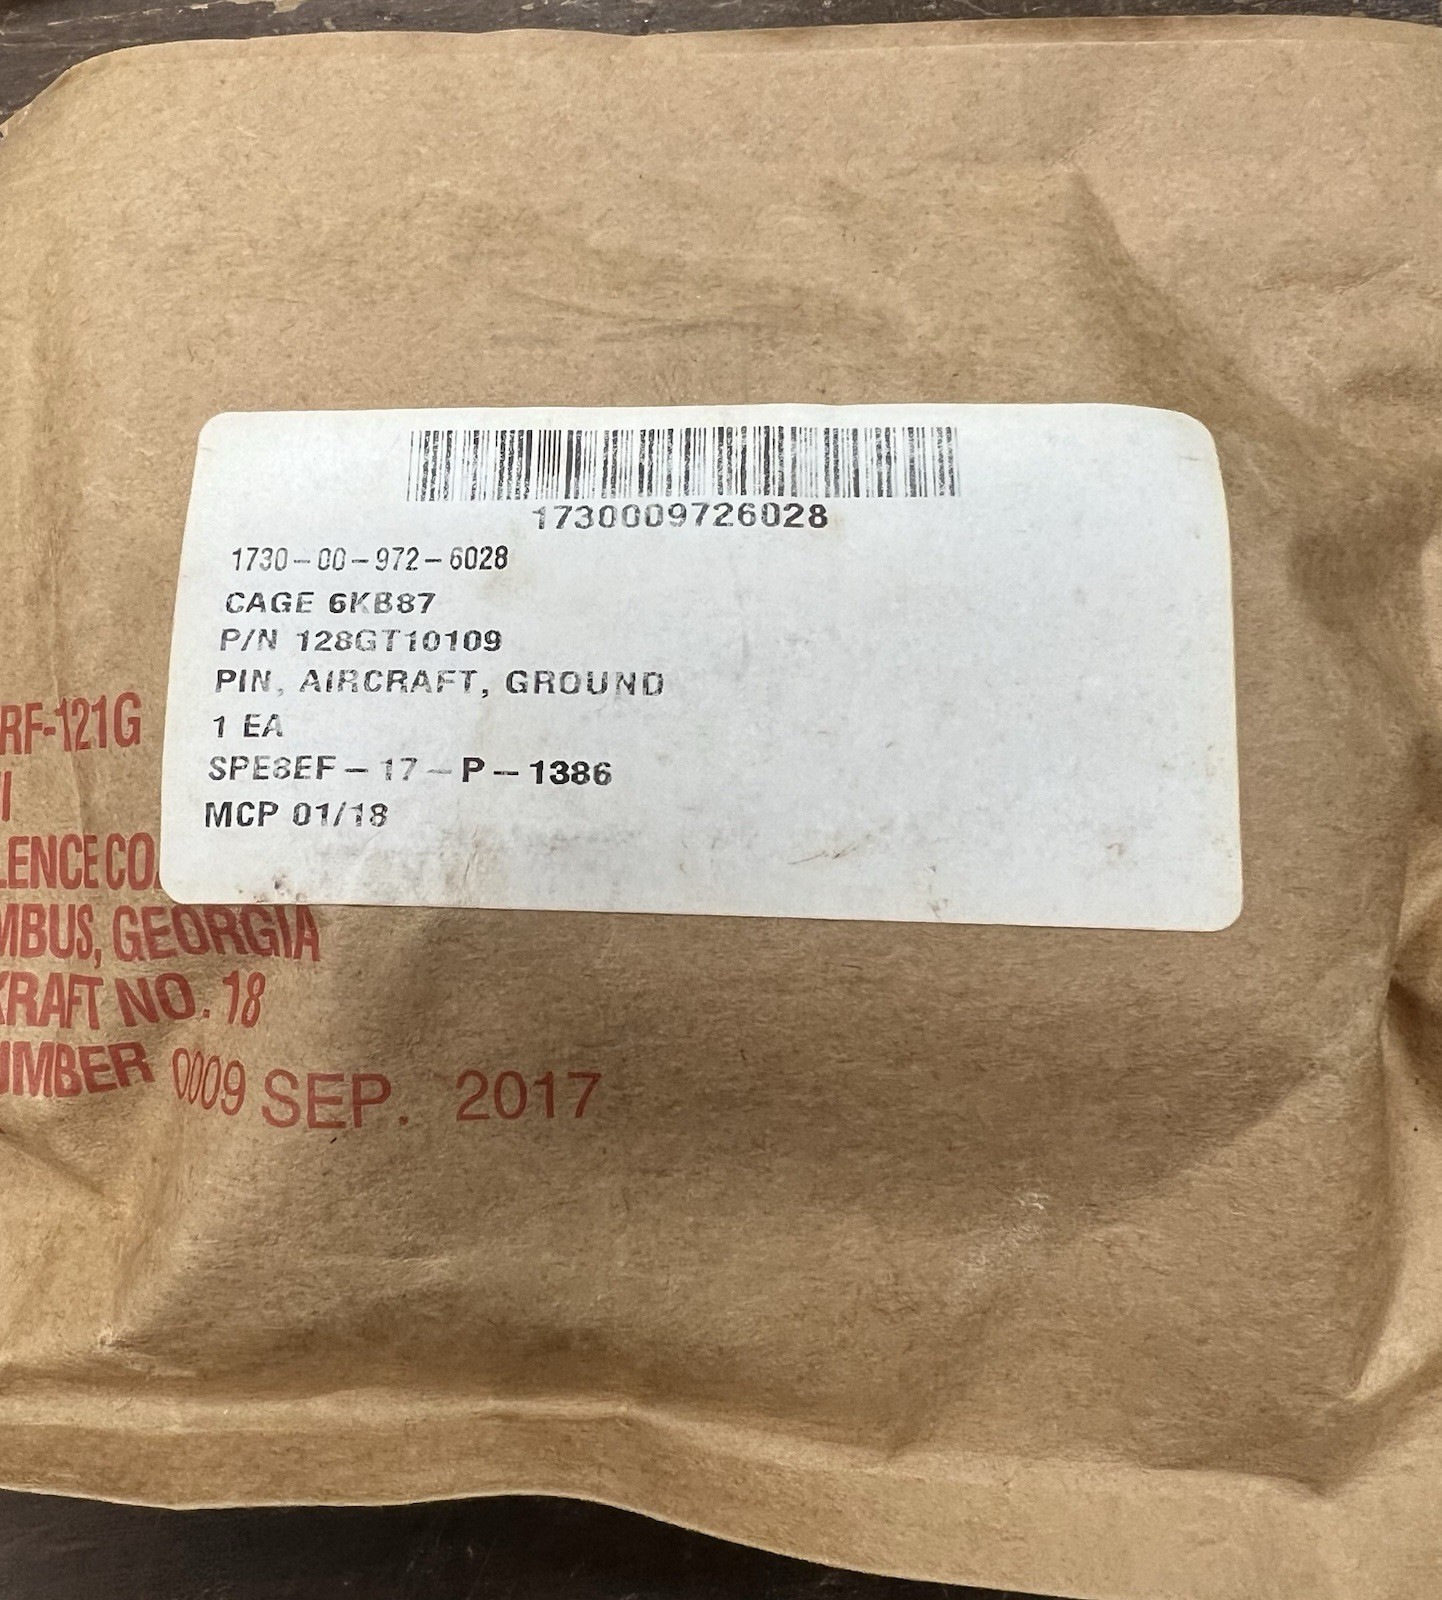 1730009726028
1730-00-972-6028
CAGE 6KB87
P/N 128GT10109
PIN, AIRCRAFT, GROUND
1 EA
SPE8EF-17-P-1386
MCP 01/18
RF-121G
LENCE CO.
MBUS, GEORGIA
KRAFT NO. 18
UMBER 0009 SEP. 2017